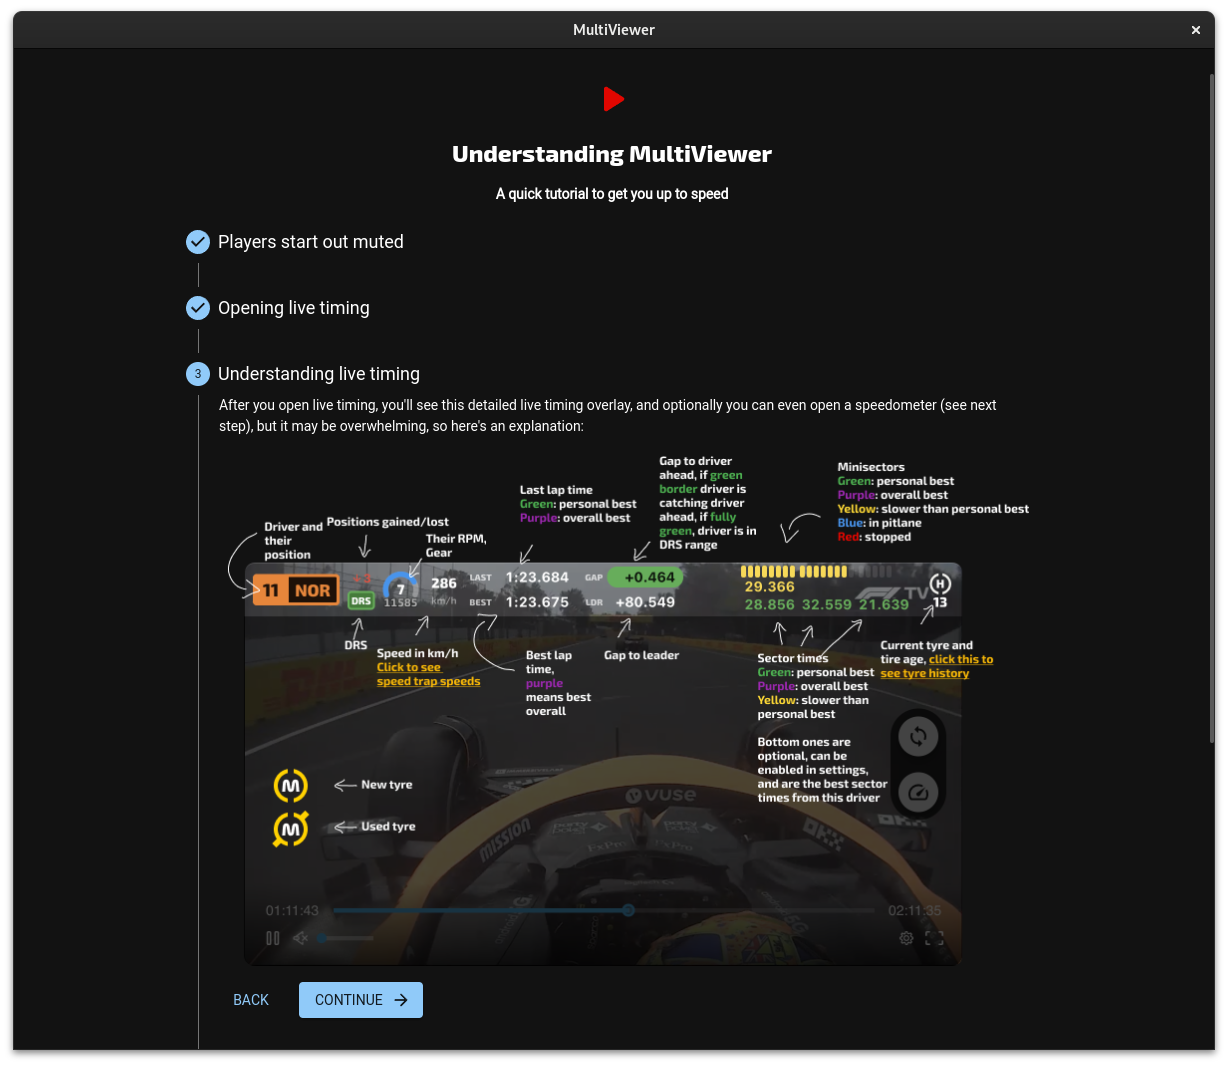 MultiViewer
Understanding MultiViewer
A quick tutorial to get you up to speed
Players start out muted
Opening live timing
3 Understanding live timing
After you open live timing, you'll see this detailed live timing overlay, and optionally you can even open a speedometer (see next
step), but it may be overwhelming, so here's an explanation:
Driver and
their
position
Positions gained/lost
Their RPM,
Gear
Last lap time
Green: personal best
Purple: overall best
Gap to driver
ahead, if green
border driver is
catching driver
ahead, if fully
green, driver is in
DRS range
Minisectors
Green: personal best
Purple: overall best
Yellow: slower than personal best
Blue: in pitlane
Red: stopped
11 NOR
DRS
7
11585
286
km/h
LAST 1:23.684
BEST 1:23.675
GAP +0.464
LDR +80.549
29.366
28.856 32.559 21.639
TV
H
13
DRS
Speed in km/h
Click to see
speed trap speeds
Best lap
time,
purple
means best
overall
Gap to leader
Sector times
Green: personal best
Purple: overall best
Yellow: slower than
personal best
Bottom ones are
optional, can be
enabled in settings,
and are the best sector
times from this driver
Current tyre and
tire age, click this to
see tyre history
M New tyre
M Used tyre
vuse
mission
OKX
01:11:43
02:11:35
BACK
CONTINUE